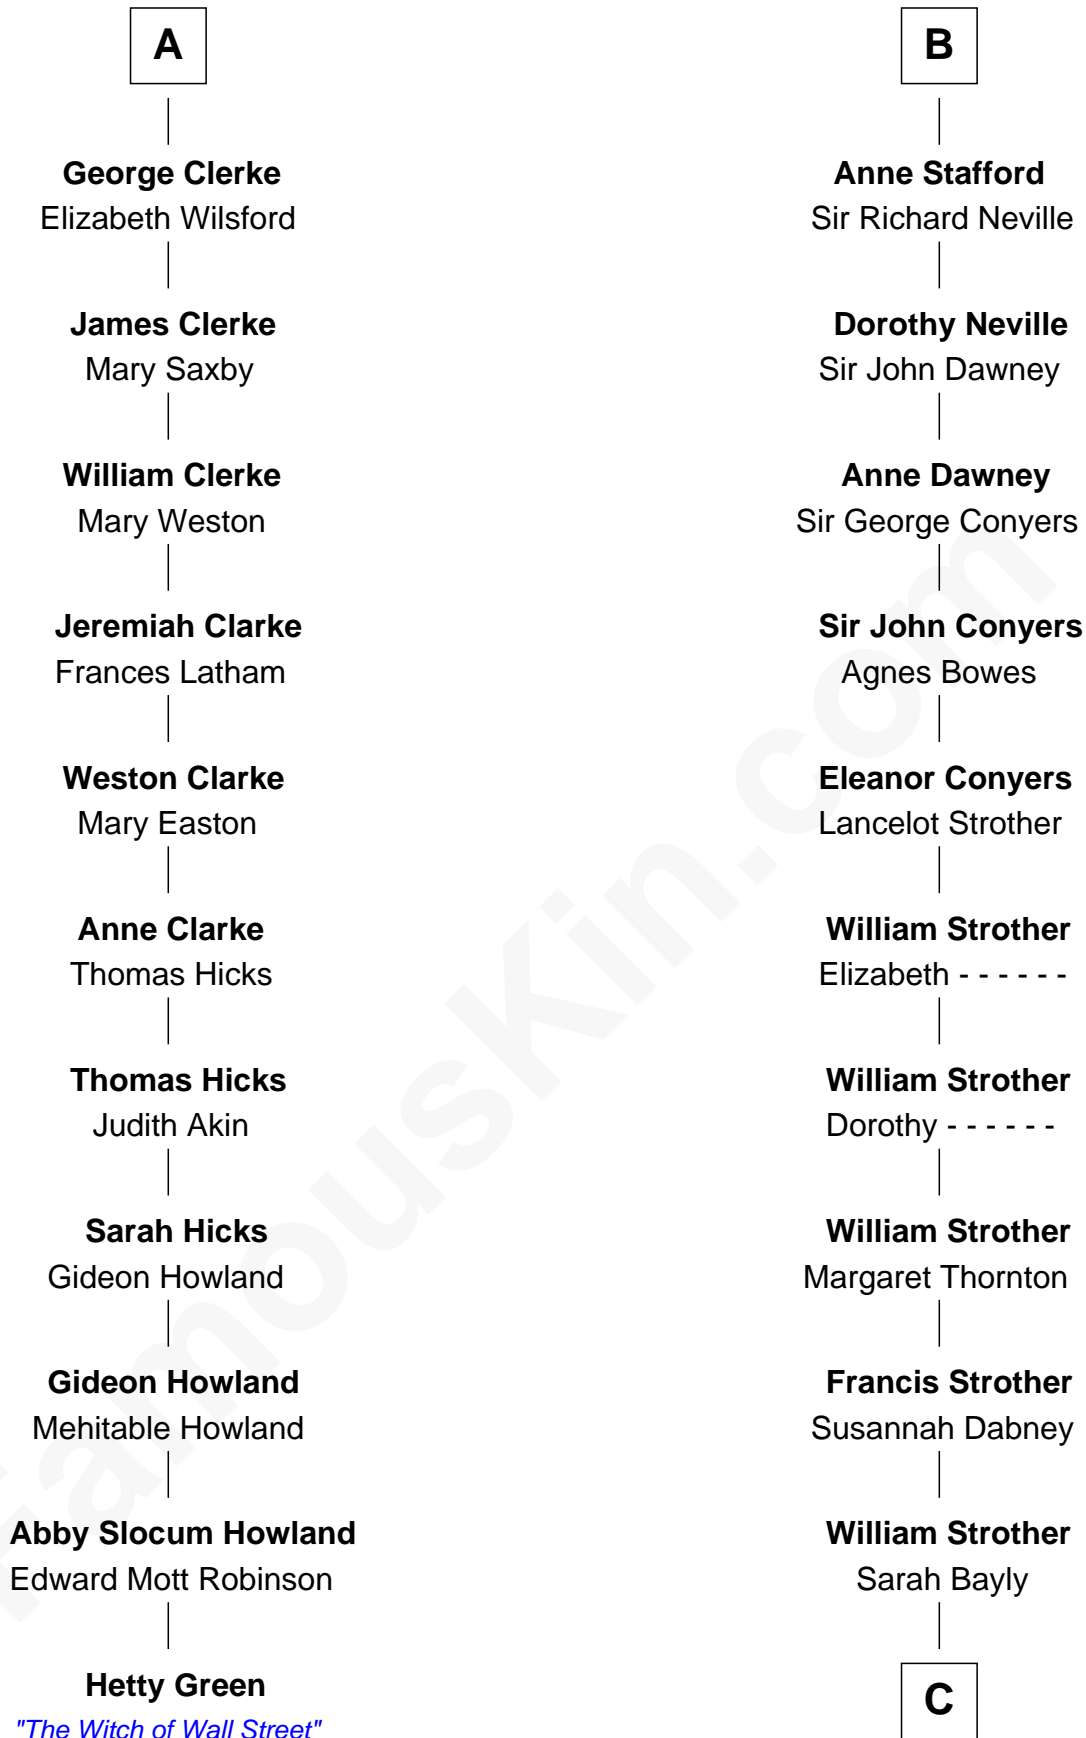 A
George Clerke
Elizabeth Wilsford
James Clerke
Mary Saxby
William Clerke
Mary Weston
Jeremiah Clarke
Frances Latham
Weston Clarke
Mary Easton
Anne Clarke
Thomas Hicks
Thomas Hicks
Judith Akin
Sarah Hicks
Gideon Howland
Gideon Howland
Mehitable Howland
Abby Slocum Howland
Edward Mott Robinson
Hetty Green
"The Witch of Wall Street"
B
Anne Stafford
Sir Richard Neville
Dorothy Neville
Sir John Dawney
Anne Dawney
Sir George Conyers
Sir John Conyers
Agnes Bowes
Eleanor Conyers
Lancelot Strother
William Strother
Elizabeth - - - - - -
William Strother
Dorothy - - - - - -
William Strother
Margaret Thornton
Francis Strother
Susannah Dabney
William Strother
Sarah Bayly
C
FamousKin.com